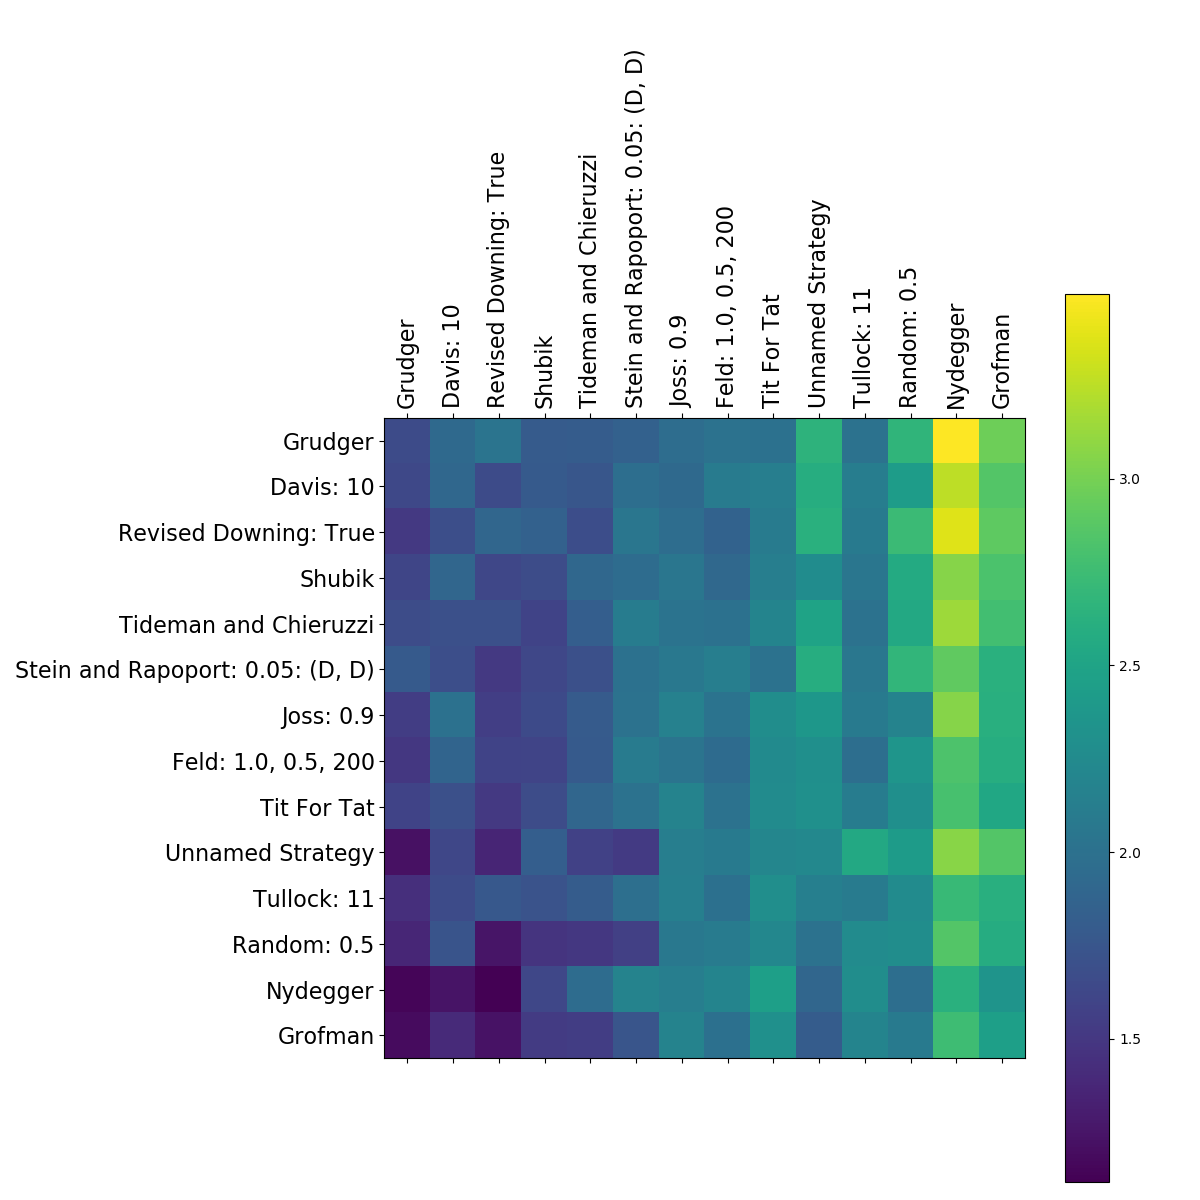 Grudger
Davis: 10
Revised Downing: True
Shubik
Tideman and Chieruzzi
Stein and Rapoport: 0.05: (D, D)
Joss: 0.9
Feld: 1.0, 0.5, 200
Tit For Tat
Unnamed Strategy
Tullock: 11
Random: 0.5
Nydegger
Grofman
Grudger
Davis: 10
Revised Downing: True
Shubik
Tideman and Chieruzzi
Stein and Rapoport: 0.05: (D, D)
Joss: 0.9
Feld: 1.0, 0.5, 200
Tit For Tat
Unnamed Strategy
Tullock: 11
Random: 0.5
Nydegger
Grofman
3.0
2.5
2.0
1.5